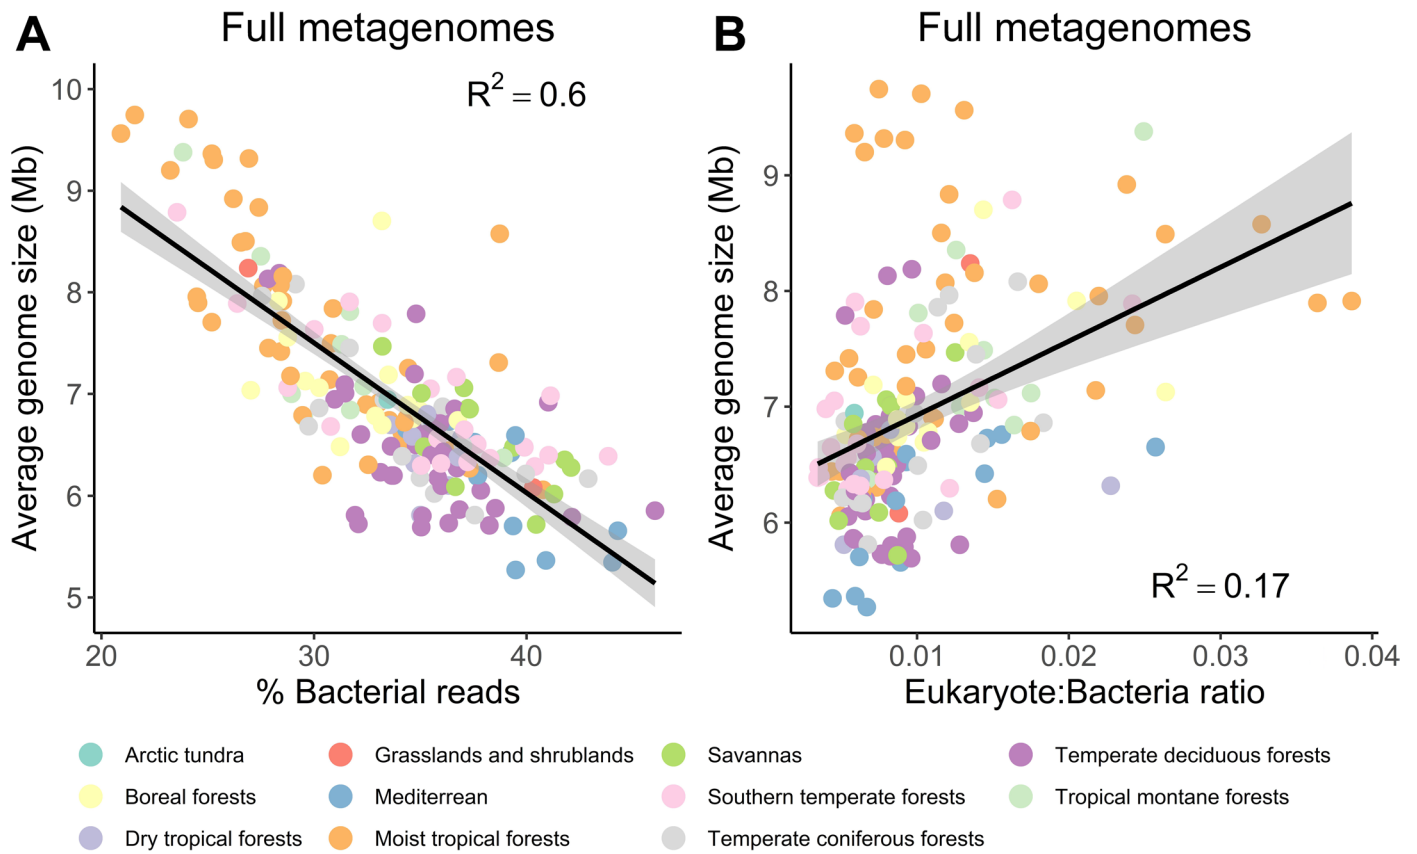 A Full metagenomes
R² = 0.6
10
9
8
7
6
5
Average genome size (Mb)
20 30 40
% Bacterial reads
B Full metagenomes
9
8
7
6
Average genome size (Mb)
R² = 0.17
0.01 0.02 0.03 0.04
Eukaryote:Bacteria ratio
Arctic tundra Grasslands and shrublands Savannas Temperate deciduous forests
Boreal forests Mediterrean Southern temperate forests Tropical montane forests
Dry tropical forests Moist tropical forests Temperate coniferous forests